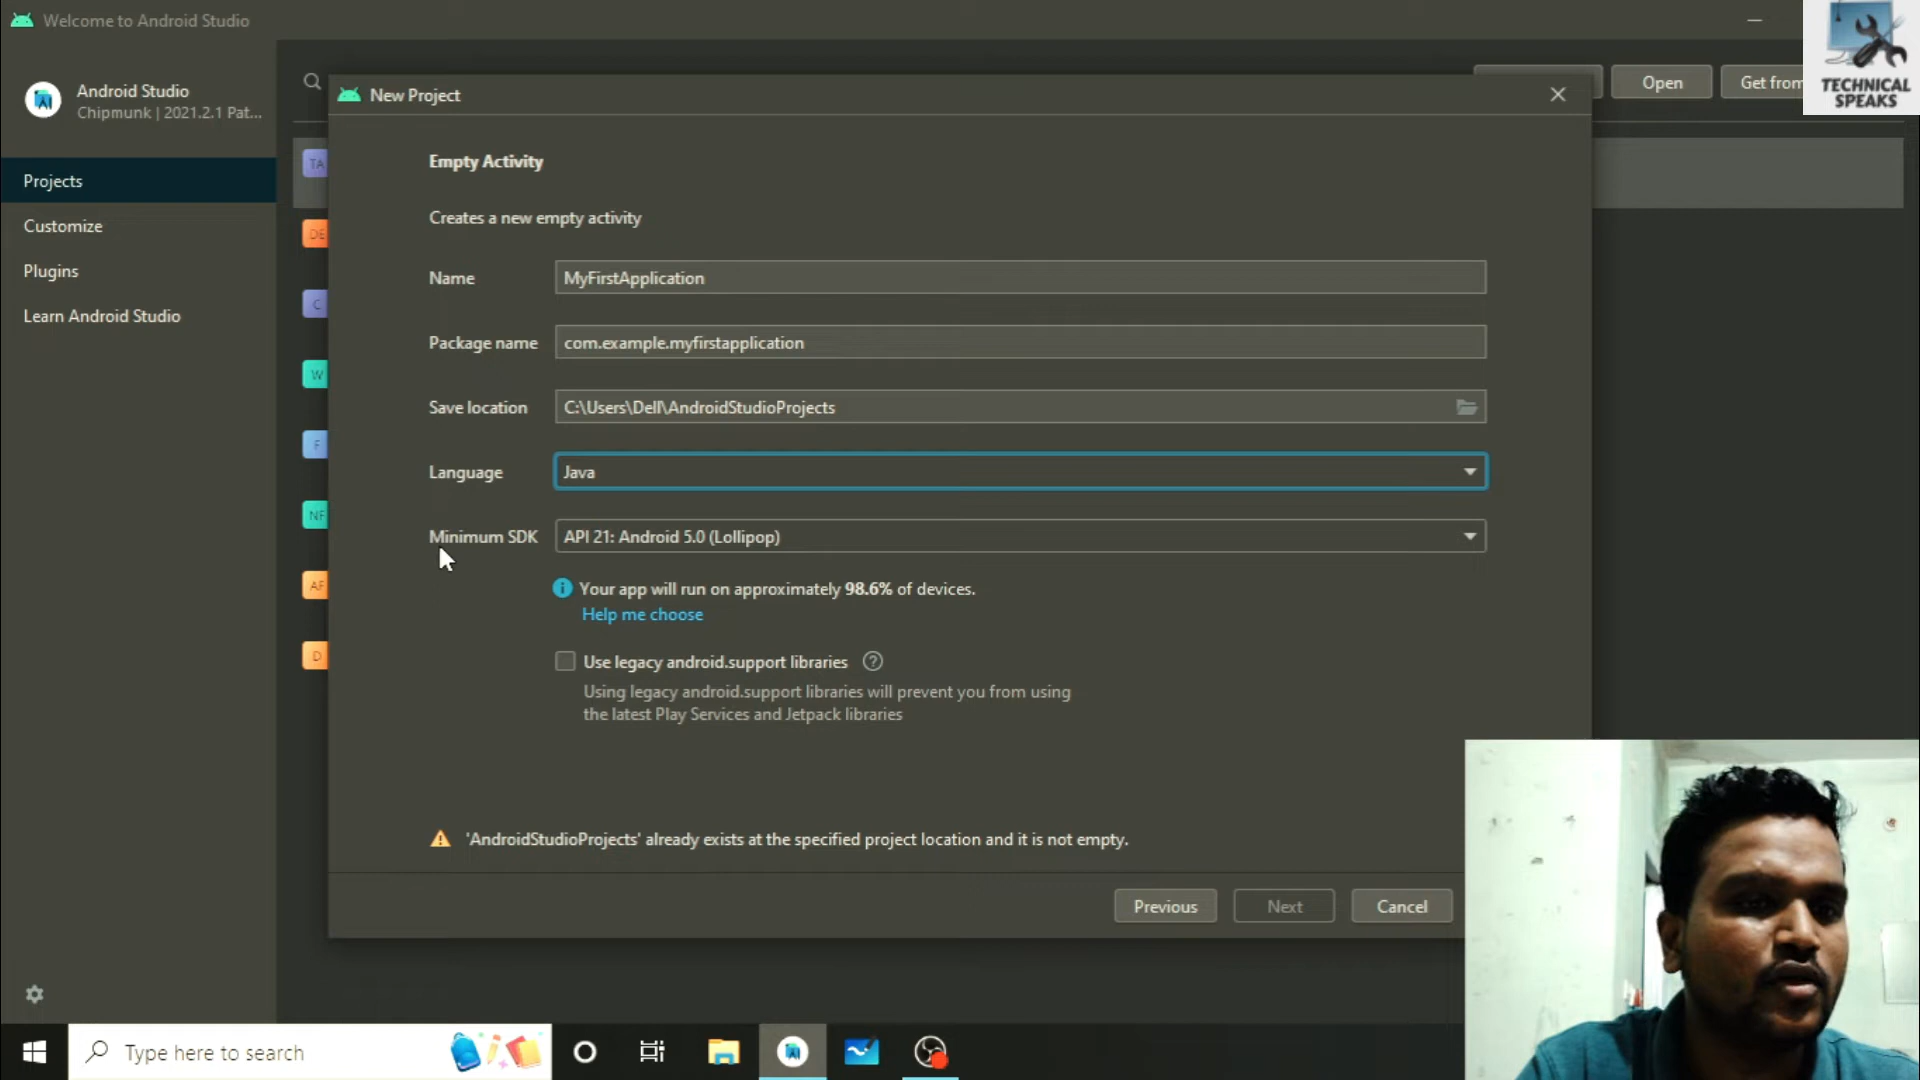 Welcome to Android Studio
TECHNICAL
SPEAKS
Android Studio
Chipmunk | 2021.2.1 Pat...
Open
Get from
New Project
Projects
Customize
Plugins
Learn Android Studio
TA
DE
C
W
F
NF
AF
D
Empty Activity
Creates a new empty activity
Name
MyFirstApplication
Package name
com.example.myfirstapplication
Save location
C:\Users\Dell\AndroidStudioProjects
Language
Java
Minimum SDK
API 21: Android 5.0 (Lollipop)
Your app will run on approximately 98.6% of devices.
Help me choose
Use legacy android.support libraries
Using legacy android.support libraries will prevent you from using
the latest Play Services and Jetpack libraries
'AndroidStudioProjects' already exists at the specified project location and it is not empty.
Previous
Next
Cancel
Type here to search